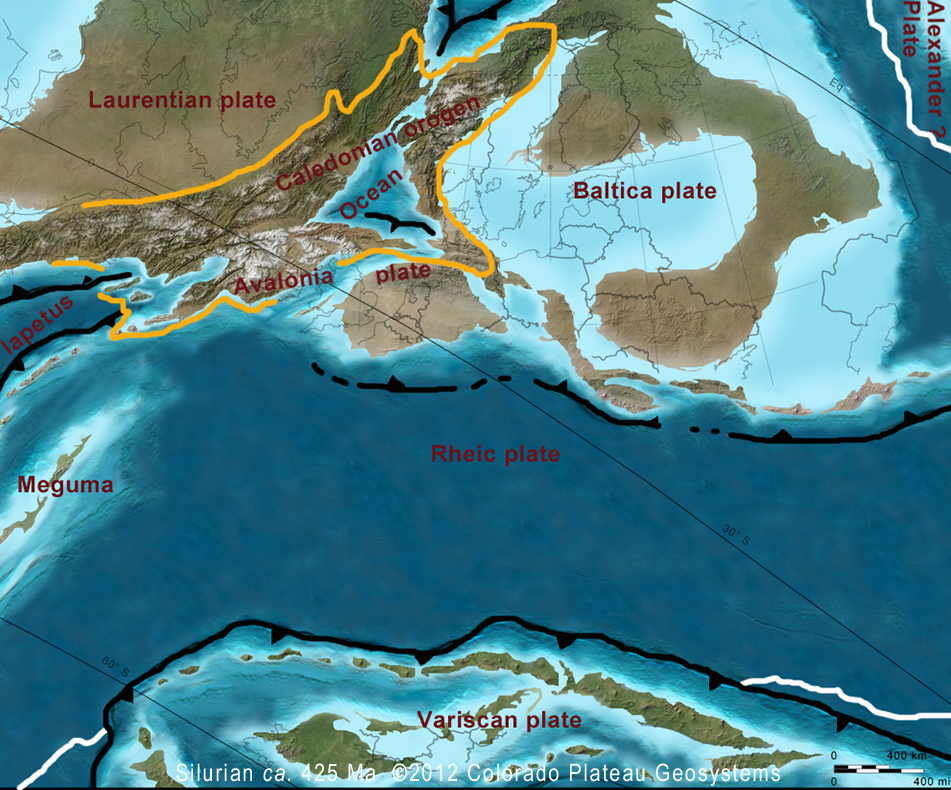 Alexander ?
Plate
Eq
Laurentian plate
Caledonian orogen
Baltica plate
Ocean
Avalonia plate
Iapetus
Rheic plate
Meguma
30° S
60° S
Variscan plate
0 400 km
Silurian ca. 425 Ma ©2012 Colorado Plateau Geosystems
0 400 mi